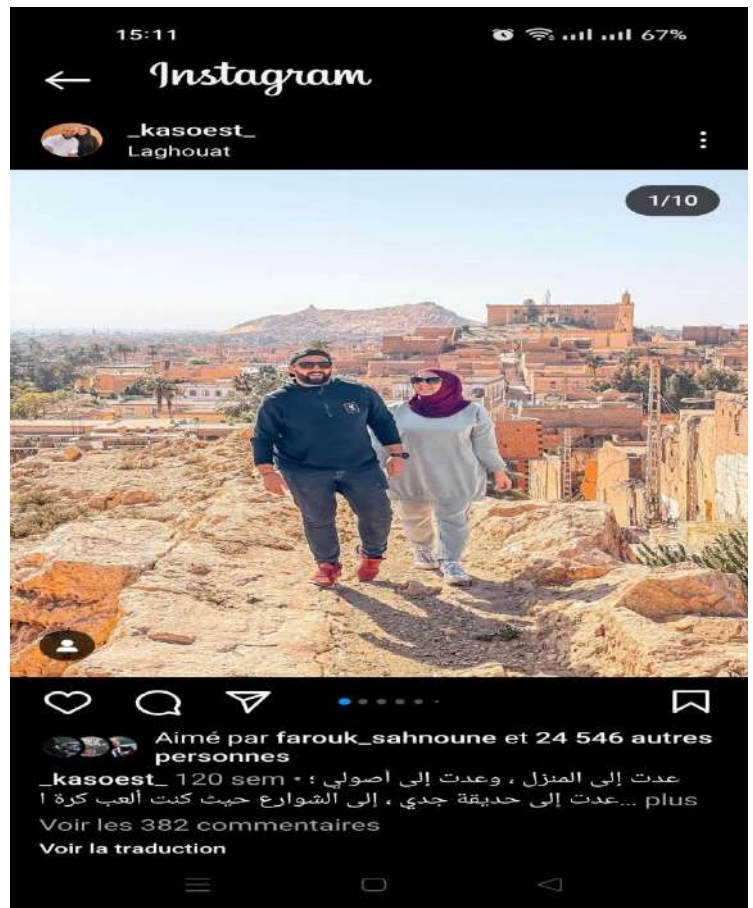 15:11 67%
Instagram
_kasoest_
Laghouat
1/10
Aimé par farouk_sahnoune et 24 546 autres
personnes
_kasoest_ 120 sem • عدت إلى المنزل ، وعدت إلى أصولي ؛
عدت إلى حديقة جدي ، إلى الشوارع حيث كنت ألعب كرة ا... plus
Voir les 382 commentaires
Voir la traduction